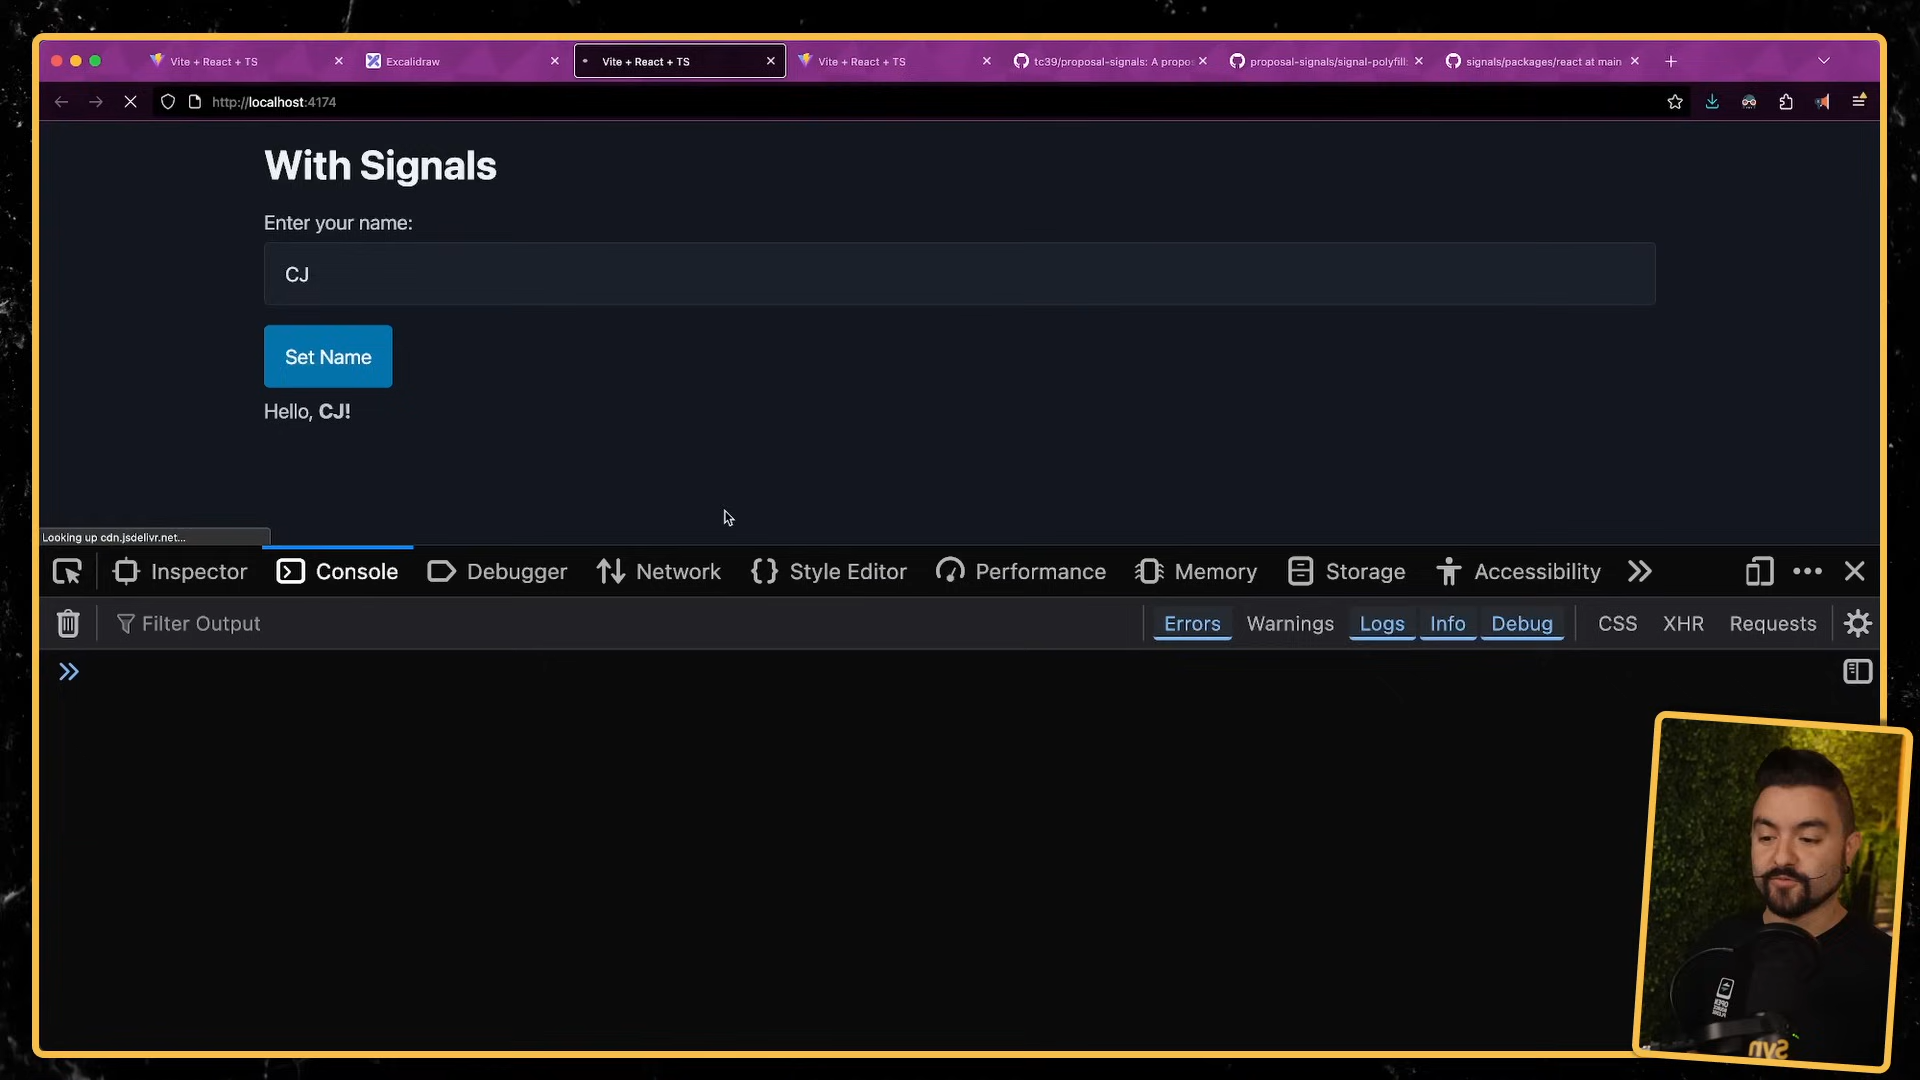 Vite + React + TS
Excalidraw
Vite + React + TS
Vite + React + TS
tc39/proposal-signals: A propo
proposal-signals/signal-polyfill:
signals/packages/react at main
http://localhost:4174
With Signals
Enter your name:
CJ
Set Name
Hello, CJ!
Looking up cdn.jsdelivr.net...
Inspector
Console
Debugger
Network
Style Editor
Performance
Memory
Storage
Accessibility
Filter Output
Errors
Warnings
Logs
Info
Debug
CSS
XHR
Requests